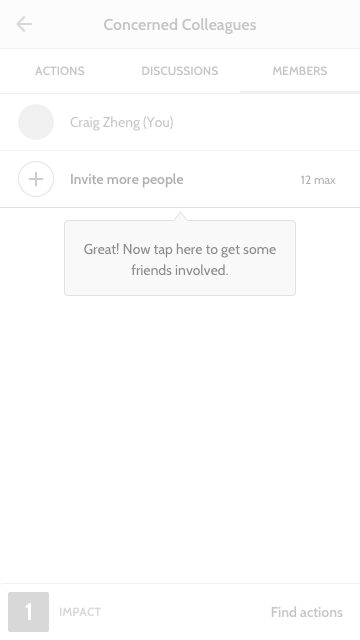 Concerned Colleagues
ACTIONS
DISCUSSIONS
MEMBERS
Craig Zheng (You)
Invite more people
12 max
Great! Now tap here to get some
friends involved.
1
IMPACT
Find actions